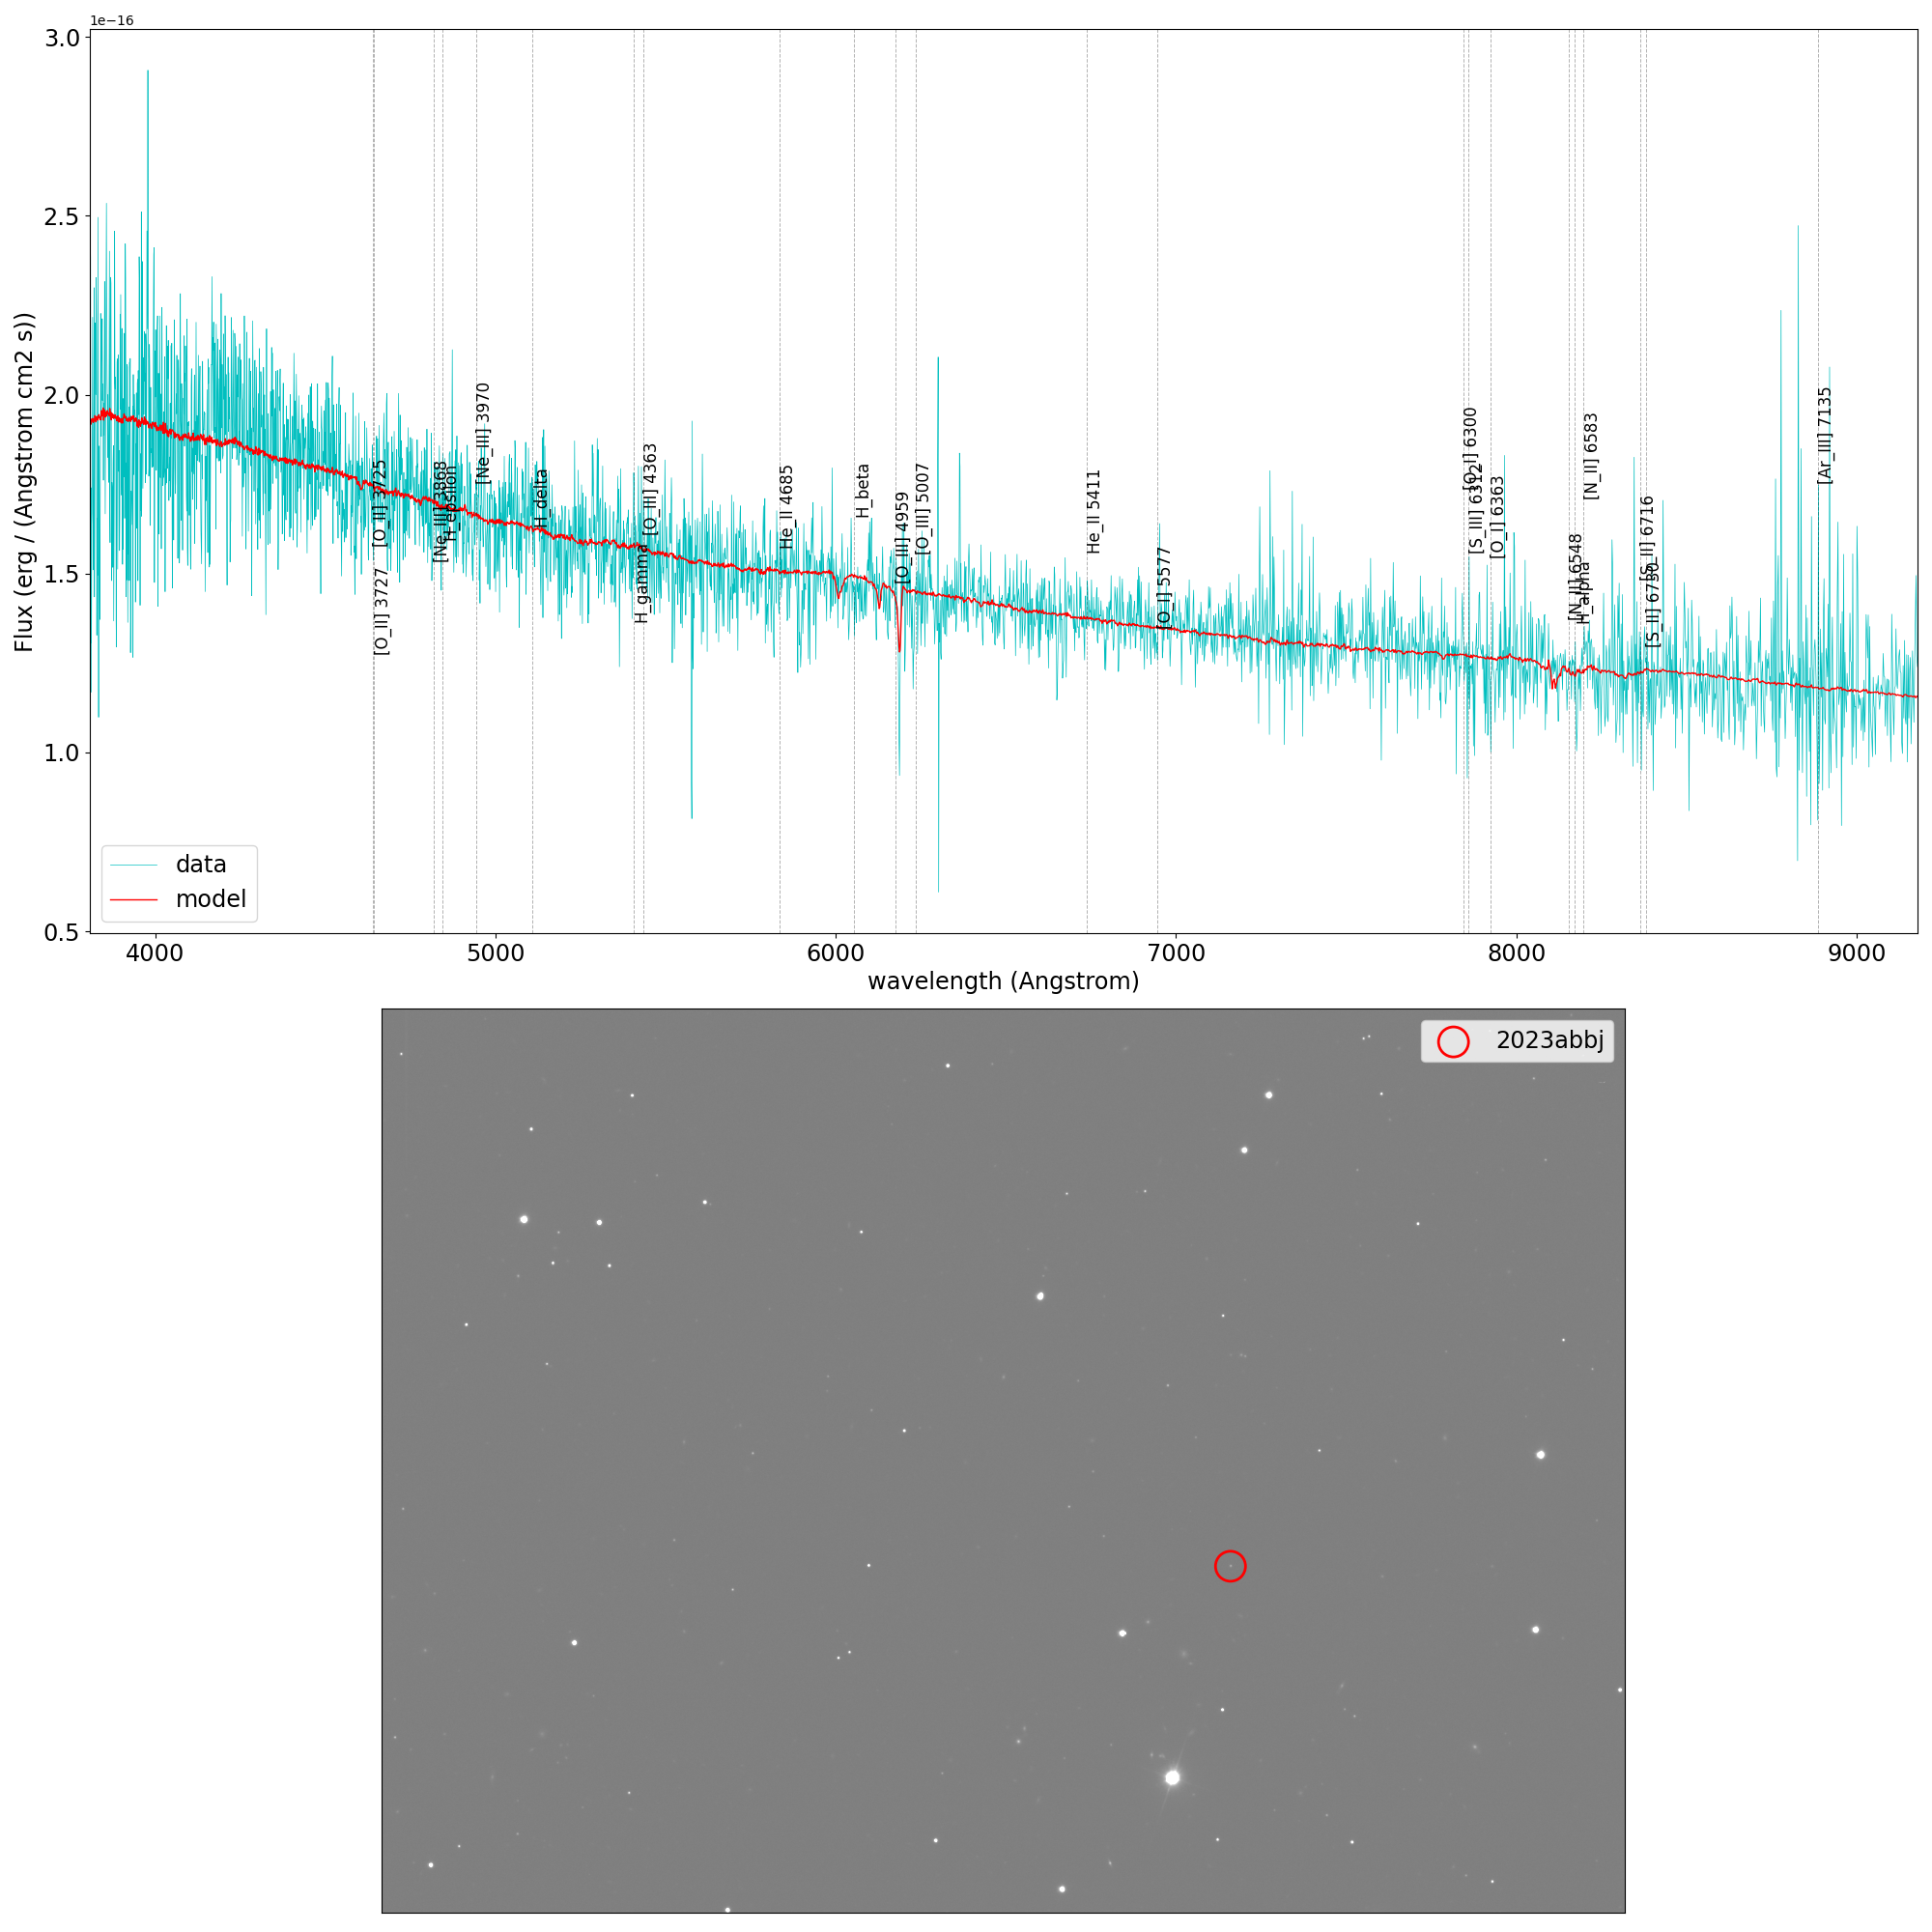 1e−16
3.0
2.5
2.0
1.5
1.0
0.5
Flux (erg / (Angstrom cm2 s))
[O_II] 3725
[O_II] 3727
[Ne_III] 3868
H_epsilon
[Ne_III] 3970
H_delta
H_gamma
[O_III] 4363
He_II 4685
H_beta
[O_III] 4959
[O_III] 5007
He_II 5411
[O_I] 5577
[O_I] 6300
[S_III] 6312
[O_I] 6363
[N_II] 6548
H_alpha
[N_II] 6583
[S_II] 6716
[S_II] 6730
[Ar_III] 7135
data
model
4000 5000 6000 7000 8000 9000
wavelength (Angstrom)
2023abbj